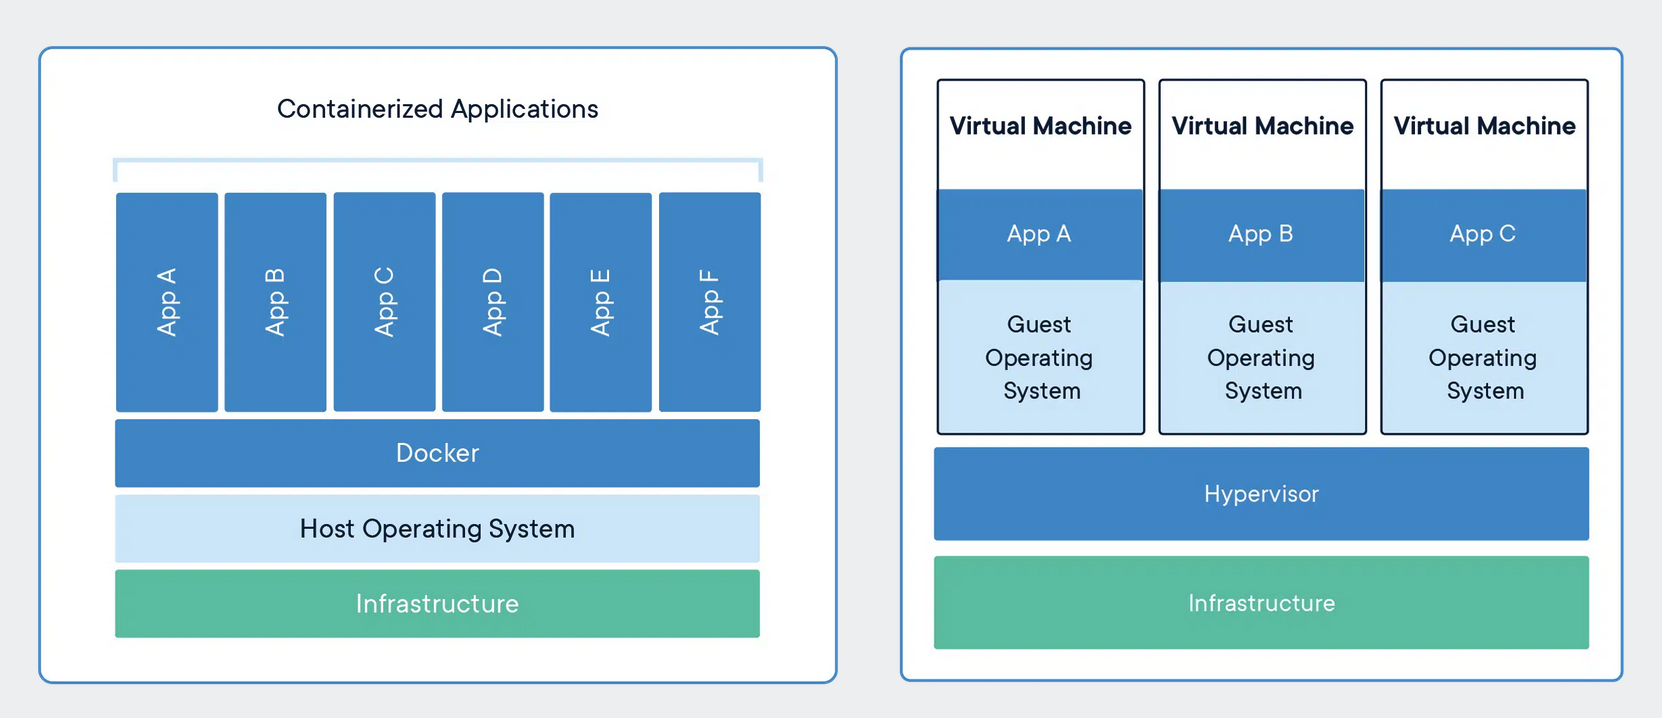 Containerized Applications
App A
App B
App C
App D
App E
App F
Docker
Host Operating System
Infrastructure
Virtual Machine
App A
Guest
Operating
System
Virtual Machine
App B
Guest
Operating
System
Virtual Machine
App C
Guest
Operating
System
Hypervisor
Infrastructure